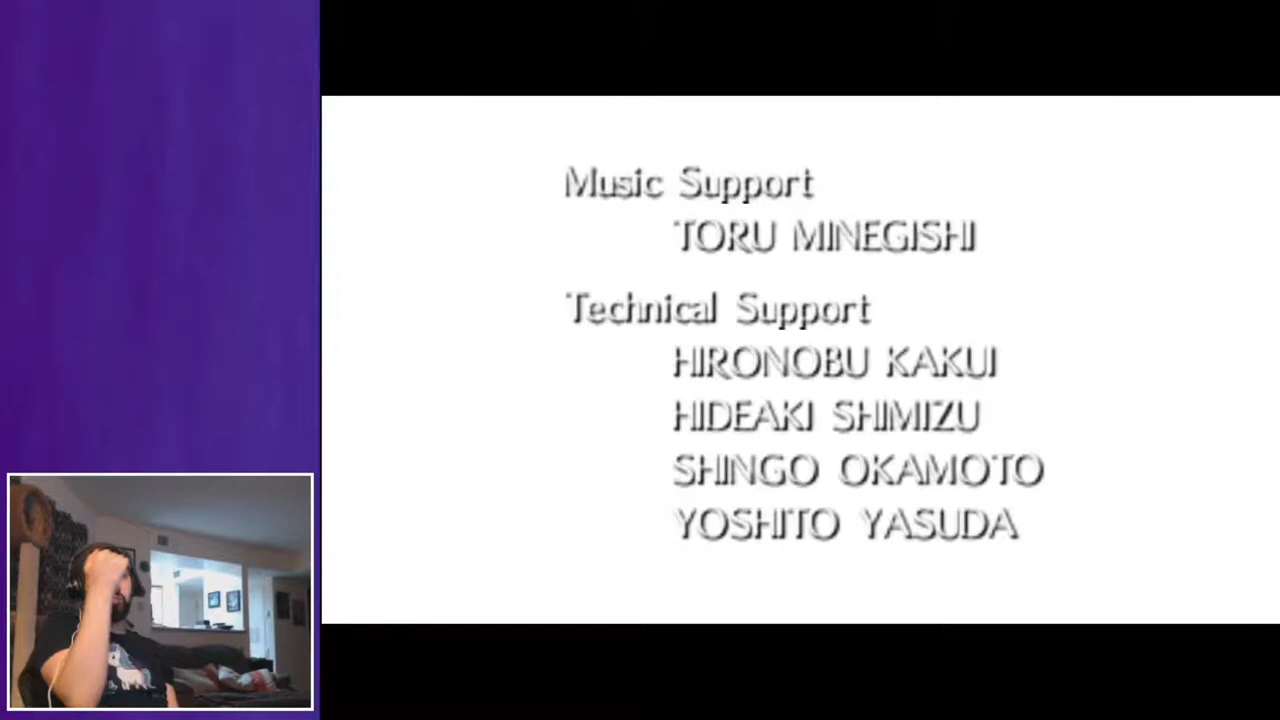 Music Support
TORU MINEGISHI
Technical Support
HIRONOBU KAKUI
HIDEAKI SHIMIZU
SHINGO OKAMOTO
YOSHITO YASUDA